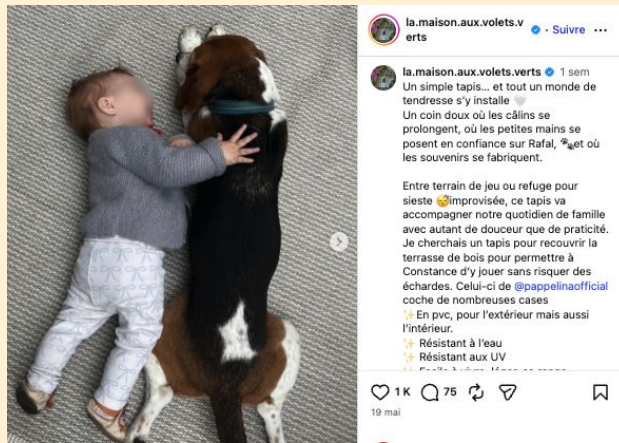 la.maison.aux.volets.v
erts · Suivre
la.maison.aux.volets.verts 1 sem
Un simple tapis... et tout un monde de
tendresse s'y installe 🤍
Un coin doux où les câlins se
prolongent, où les petites mains se
posent en confiance sur Rafal, 🐾et où
les souvenirs se fabriquent.
Entre terrain de jeu ou refuge pour
sieste 😴improvisée, ce tapis va
accompagner notre quotidien de famille
avec autant de douceur que de praticité.
Je cherchais un tapis pour recouvrir la
terrasse de bois pour permettre à
Constance d'y jouer sans risquer des
échardes. Celui-ci de @pappelinaofficial
coche de nombreuses cases
✨En pvc, pour l'extérieur mais aussi
l'intérieur.
✨ Résistant à l'eau
✨ Résistant aux UV
1 K 75
19 mai